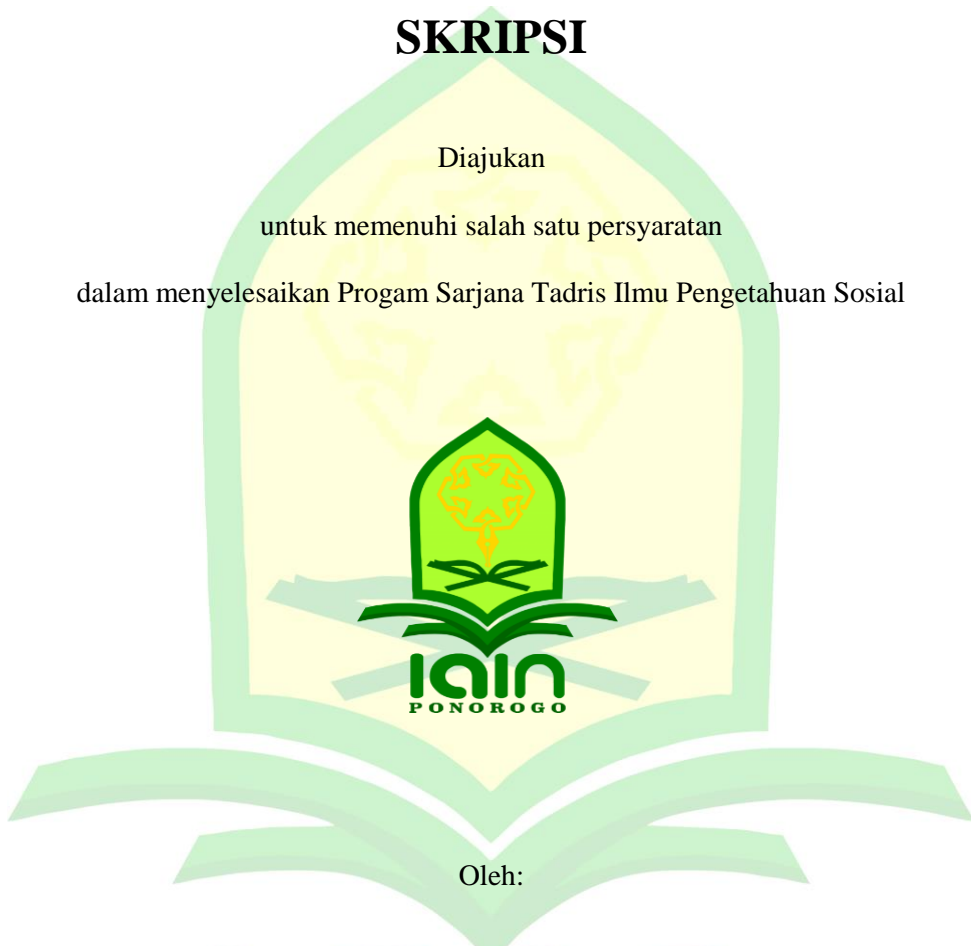 SKRIPSI
Diajukan
untuk memenuhi salah satu persyaratan
dalam menyelesaikan Progam Sarjana Tadris Ilmu Pengetahuan Sosial
iain
PONOROGO
Oleh: